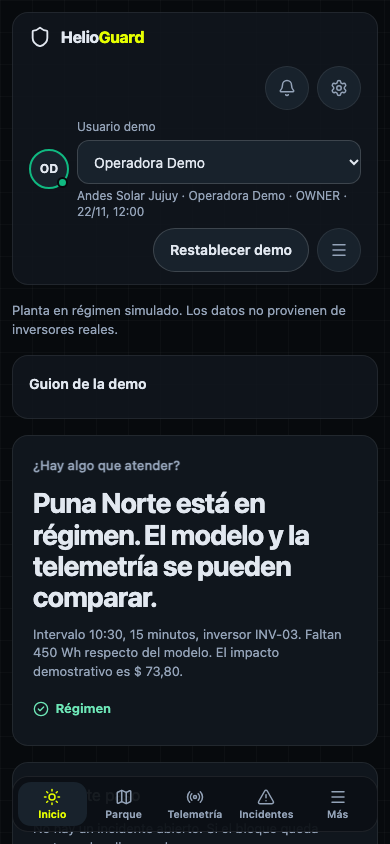 HelioGuard
Usuario demo
OD
Operadora Demo
Andes Solar Jujuy · Operadora Demo · OWNER ·
22/11, 12:00
Restablecer demo
Planta en régimen simulado. Los datos no provienen de
inversores reales.
Guion de la demo
¿Hay algo que atender?
Puna Norte está en
régimen. El modelo y la
telemetría se pueden
comparar.
Intervalo 10:30, 15 minutos, inversor INV-03. Faltan
450 Wh respecto del modelo. El impacto
demostrativo es $ 73,80.
Régimen
Inicio
Parque
Telemetría
Incidentes
Más